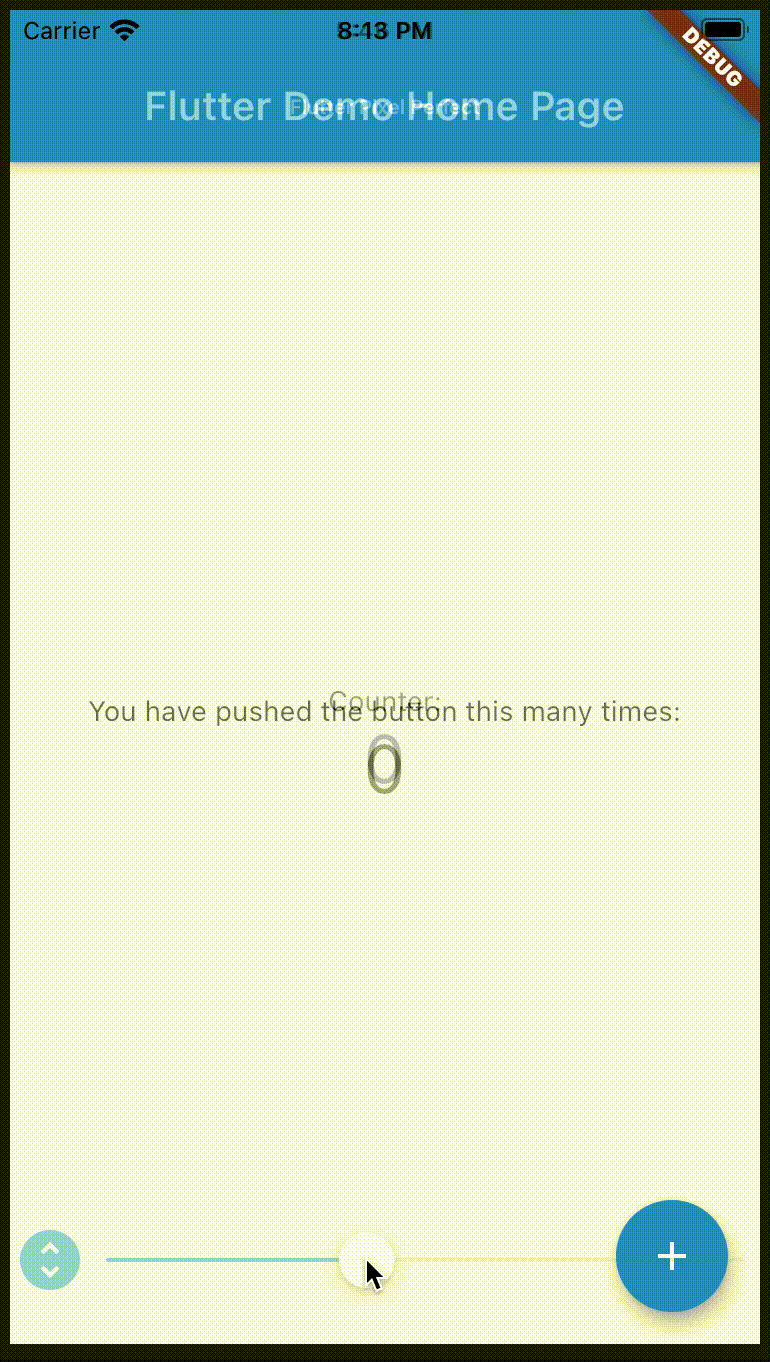 Carrier 8:13 PM
DEBUG
Flutter Demo Home Page
Flutter Pixel Perfect
Counter:
You have pushed the button this many times:
0
0